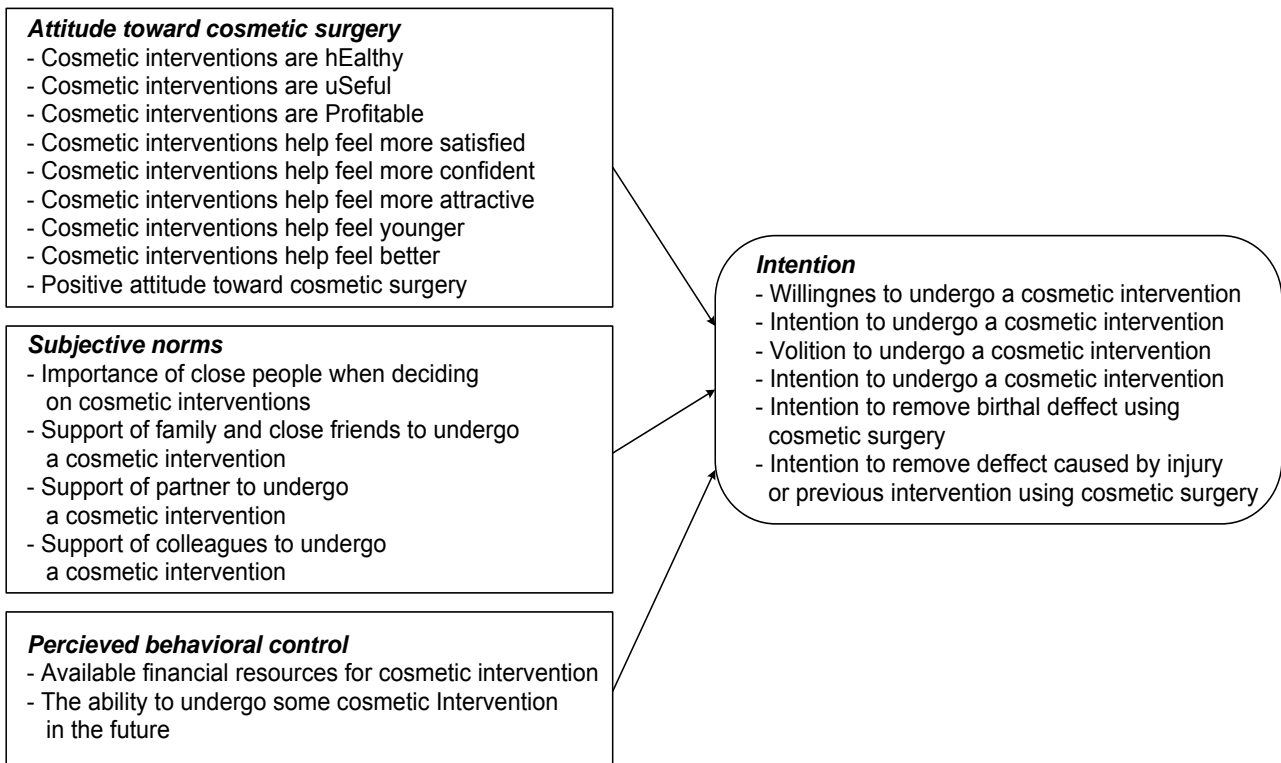 Attitude toward cosmetic surgery
- Cosmetic interventions are hEalthy
- Cosmetic interventions are uSeful
- Cosmetic interventions are Profitable
- Cosmetic interventions help feel more satisfied
- Cosmetic interventions help feel more confident
- Cosmetic interventions help feel more attractive
- Cosmetic interventions help feel younger
- Cosmetic interventions help feel better
- Positive attitude toward cosmetic surgery
Subjective norms
- Importance of close people when deciding
on cosmetic interventions
- Support of family and close friends to undergo
a cosmetic intervention
- Support of partner to undergo
a cosmetic intervention
- Support of colleagues to undergo
a cosmetic intervention
Percieved behavioral control
- Available financial resources for cosmetic intervention
- The ability to undergo some cosmetic Intervention
in the future
Intention
- Willingnes to undergo a cosmetic intervention
- Intention to undergo a cosmetic intervention
- Volition to undergo a cosmetic intervention
- Intention to undergo a cosmetic intervention
- Intention to remove birthal deffect using
cosmetic surgery
- Intention to remove deffect caused by injury
or previous intervention using cosmetic surgery